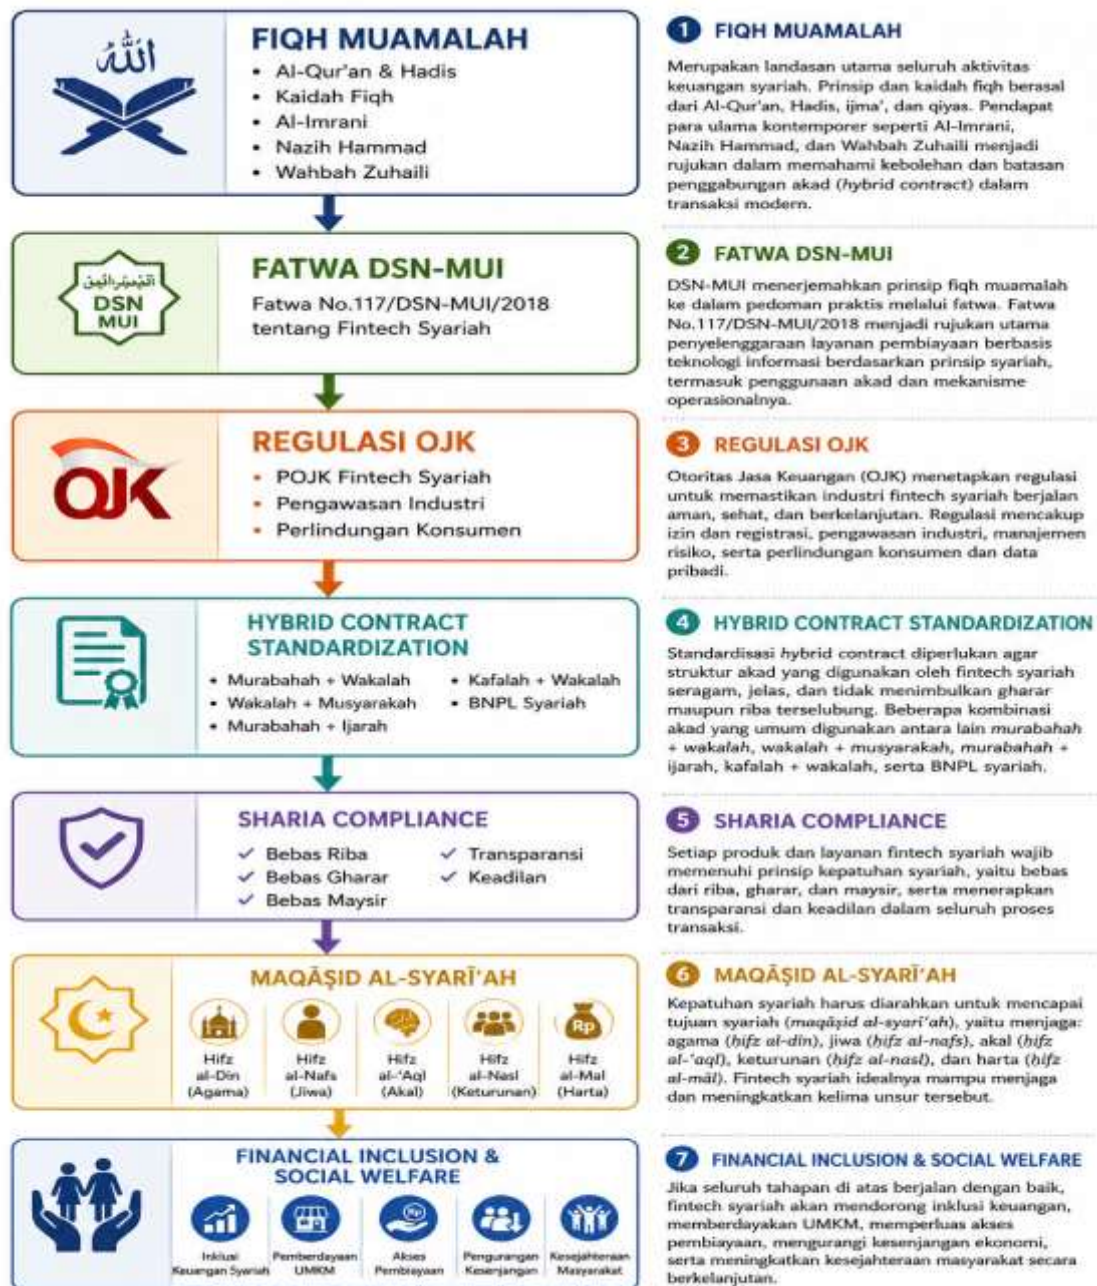 الله
FIQH MUAMALAH
• Al-Qur'an & Hadis
• Kaidah Fiqh
• Al-Imrani
• Nazih Hammad
• Wahbah Zuhaili
1 FIQH MUAMALAH
Merupakan landasan utama seluruh aktivitas
keuangan syariah. Prinsip dan kaidah fiqh berasal
dari Al-Qur'an, Hadis, ijma', dan qiyas. Pendapat
para ulama kontemporer seperti Al-Imrani,
Nazih Hammad, dan Wahbah Zuhaili menjadi
rujukan dalam memahami kebolehan dan batasan
penggabungan akad (hybrid contract) dalam
transaksi modern.
DSN
MUI
FATWA DSN-MUI
Fatwa No.117/DSN-MUI/2018
tentang Fintech Syariah
2 FATWA DSN-MUI
DSN-MUI menerjemahkan prinsip fiqh muamalah
ke dalam pedoman praktis melalui fatwa. Fatwa
No.117/DSN-MUI/2018 menjadi rujukan utama
penyelenggaraan layanan pembiayaan berbasis
teknologi informasi berdasarkan prinsip syariah,
termasuk penggunaan akad dan mekanisme
operasionalnya.
OJK
REGULASI OJK
• POJK Fintech Syariah
• Pengawasan Industri
• Perlindungan Konsumen
3 REGULASI OJK
Otoritas Jasa Keuangan (OJK) menetapkan regulasi
untuk memastikan industri fintech syariah berjalan
aman, sehat, dan berkelanjutan. Regulasi mencakup
izin dan registrasi, pengawasan industri, manajemen
risiko, serta perlindungan konsumen dan data
pribadi.
HYBRID CONTRACT
STANDARDIZATION
• Murabahah + Wakalah
• Wakalah + Musyarakah
• Murabahah + Ijarah
• Kafalah + Wakalah
• BNPL Syariah
4 HYBRID CONTRACT STANDARDIZATION
Standardisasi hybrid contract diperlukan agar
struktur akad yang digunakan oleh fintech syariah
seragam, jelas, dan tidak menimbulkan gharar
maupun riba terselubung. Beberapa kombinasi
akad yang umum digunakan antara lain murabahah
+ wakalah, wakalah + musyarakah, murabahah +
ijarah, kafalah + wakalah, serta BNPL syariah.
SHARIA COMPLIANCE
✓ Bebas Riba
✓ Bebas Gharar
✓ Bebas Maysir
✓ Transparansi
✓ Keadilan
5 SHARIA COMPLIANCE
Setiap produk dan layanan fintech syariah wajib
memenuhi prinsip kepatuhan syariah, yaitu bebas
dari riba, gharar, dan maysir, serta menerapkan
transparansi dan keadilan dalam seluruh proses
transaksi.
MAQĀṢID AL-SYARĪ'AH
Hifz
al-Din
(Agama)
Hifz
al-Nafs
(Jiwa)
Hifz
al-'Aql
(Akal)
Hifz
al-Nasl
(Keturunan)
Rp
Hifz
al-Mal
(Harta)
6 MAQĀṢID AL-SYARĪ'AH
Kepatuhan syariah harus diarahkan untuk mencapai
tujuan syariah (maqāṣid al-syarī'ah), yaitu menjaga:
agama (ḥifẓ al-dīn), jiwa (ḥifẓ al-nafs), akal (ḥifẓ
al-'aql), keturunan (ḥifẓ al-nasl), dan harta (ḥifẓ
al-māl). Fintech syariah idealnya mampu menjaga
dan meningkatkan kelima unsur tersebut.
FINANCIAL INCLUSION &
SOCIAL WELFARE
Inklusi
Keuangan Syariah
Pemberdayaan
UMKM
Rp
Akses
Pembiayaan
Pengurangan
Kesenjangan
Kesejahteraan
Masyarakat
7 FINANCIAL INCLUSION & SOCIAL WELFARE
Jika seluruh tahapan di atas berjalan dengan baik,
fintech syariah akan mendorong inklusi keuangan,
memberdayakan UMKM, memperluas akses
pembiayaan, mengurangi kesenjangan ekonomi,
serta meningkatkan kesejahteraan masyarakat secara
berkelanjutan.